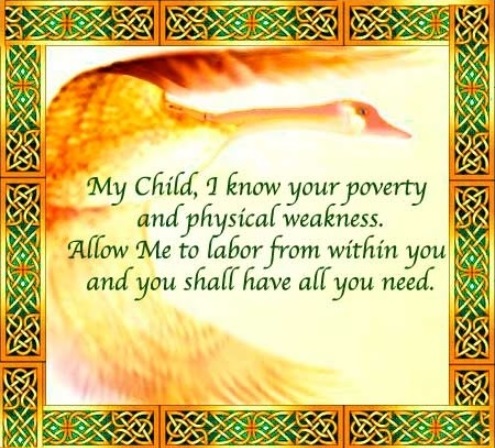 My Child, I know your poverty
and physical weakness.
Allow Me to labor from within you
and you shall have all you need.